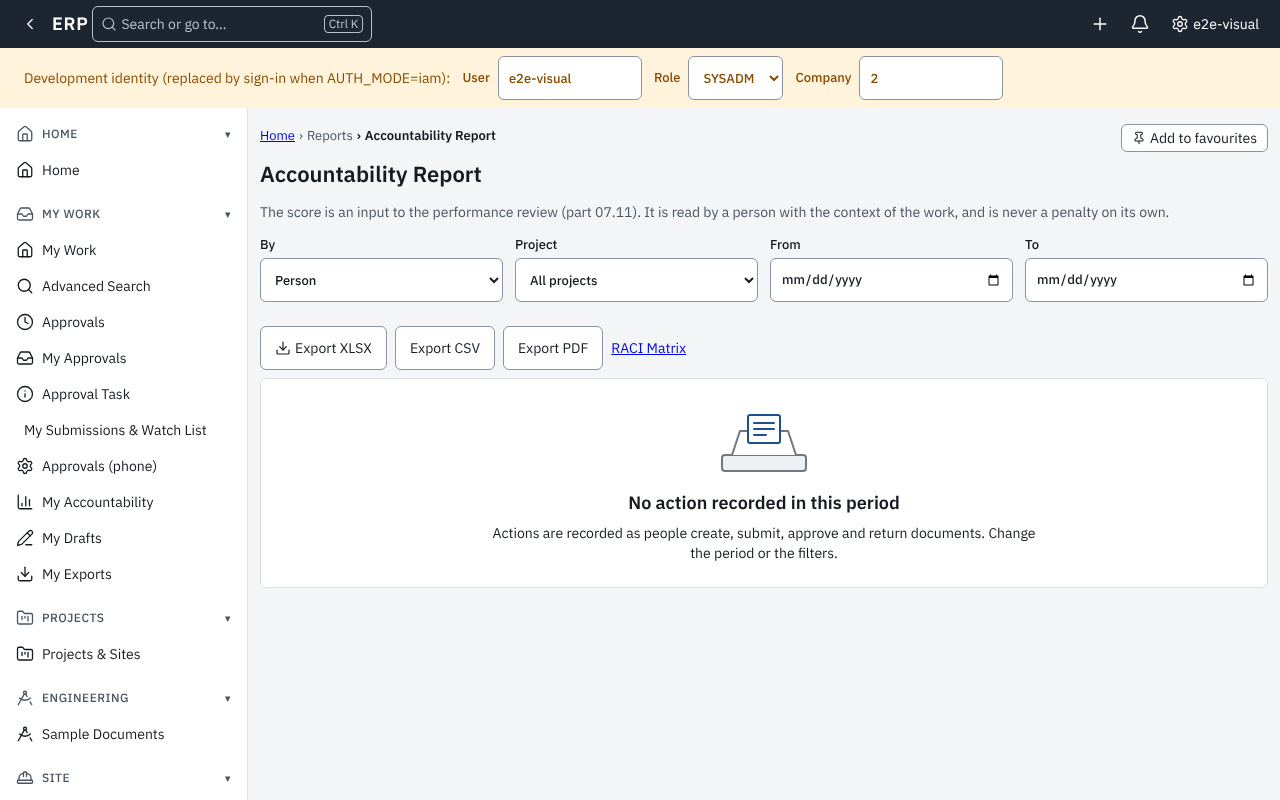 ERP
Search or go to...
Ctrl K
e2e-visual
Development identity (replaced by sign-in when AUTH_MODE=iam):
User
e2e-visual
Role
SYSADM
Company
2
HOME
Home
MY WORK
My Work
Advanced Search
Approvals
My Approvals
Approval Task
My Submissions & Watch List
Approvals (phone)
My Accountability
My Drafts
My Exports
PROJECTS
Projects & Sites
ENGINEERING
Sample Documents
SITE
Home › Reports › Accountability Report
Add to favourites
Accountability Report
The score is an input to the performance review (part 07.11). It is read by a person with the context of the work, and is never a penalty on its own.
By
Person
Project
All projects
From
mm/dd/yyyy
To
mm/dd/yyyy
Export XLSX
Export CSV
Export PDF
RACI Matrix
No action recorded in this period
Actions are recorded as people create, submit, approve and return documents. Change
the period or the filters.